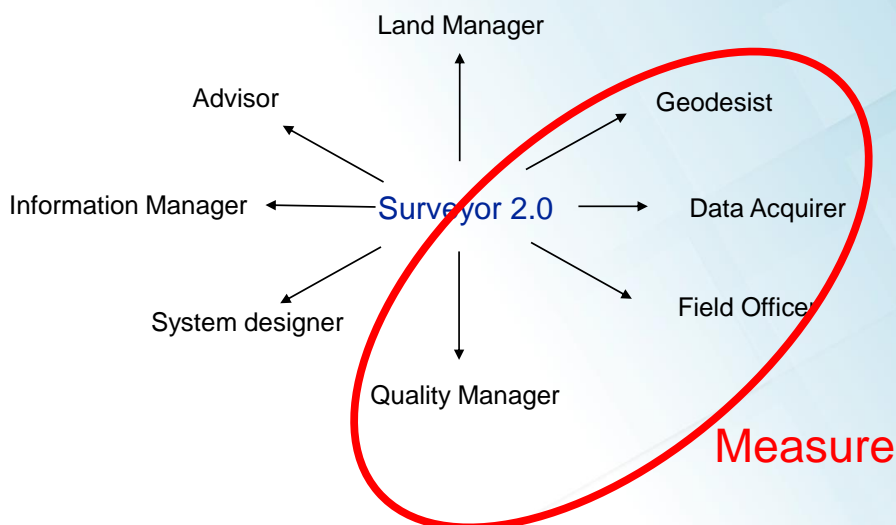 Land Manager
Advisor
Geodesist
Information Manager
Surveyor 2.0
Data Acquirer
System designer
Field Officer
Quality Manager
Measure